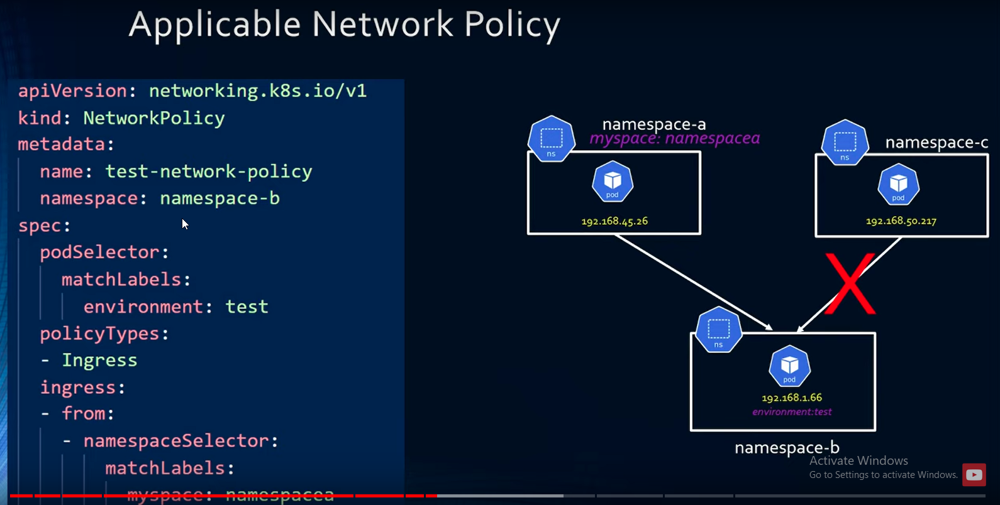 Applicable Network Policy
apiVersion: networking.k8s.io/v1
kind: NetworkPolicy
metadata:
name: test-network-policy
namespace: namespace-b
spec:
podSelector:
matchLabels:
environment: test
policyTypes:
- Ingress
ingress:
- from:
- namespaceSelector:
matchLabels:
myspace: namespacea
namespace-a
myspace: namespacea
ns
pod
192.168.45.26
namespace-c
ns
pod
192.168.50.217
X
ns
pod
192.168.1.66
environment:test
namespace-b
Activate Windows
Go to Settings to activate Windows.